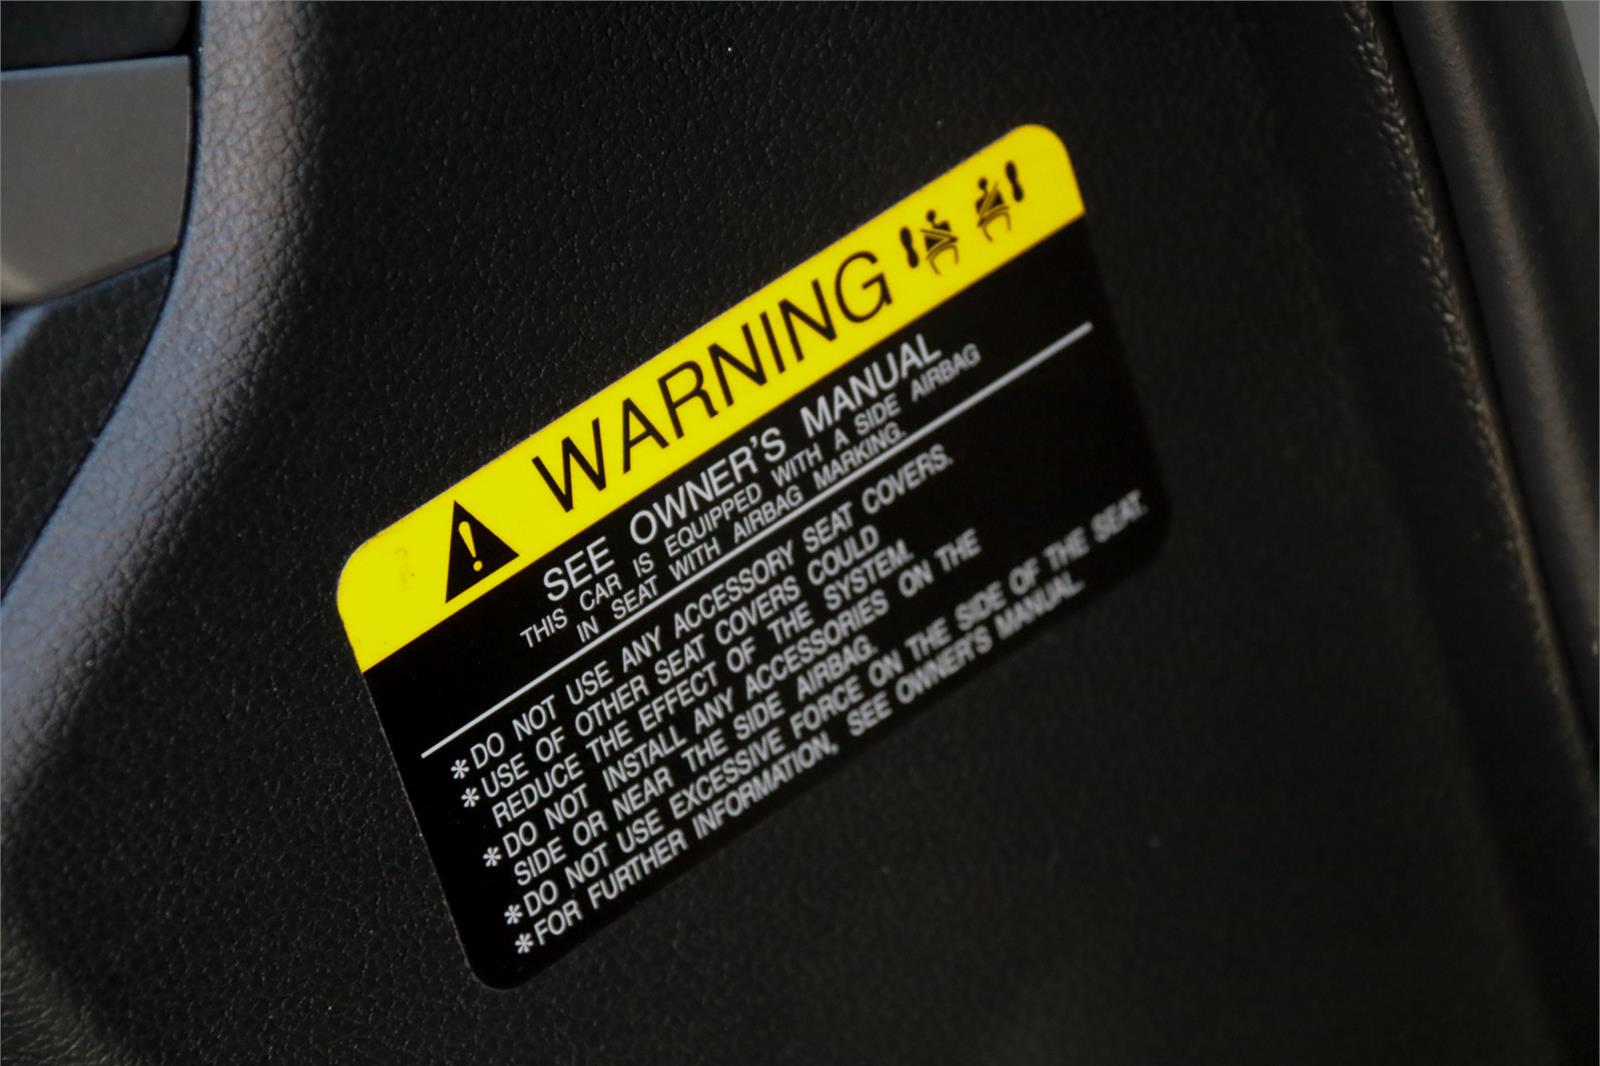 WARNING
SEE OWNER'S MANUAL
THIS CAR IS EQUIPPED WITH A SIDE AIRBAG
IN SEAT WITH AIRBAG MARKING.
*DO NOT USE ANY ACCESSORY SEAT COVERS.
*USE OF OTHER SEAT COVERS COULD
REDUCE THE EFFECT OF THE SYSTEM.
*DO NOT INSTALL ANY ACCESSORIES ON THE
SIDE OR NEAR THE SIDE AIRBAG.
*DO NOT USE EXCESSIVE FORCE ON THE SIDE OF THE SEAT.
*FOR FURTHER INFORMATION, SEE OWNER'S MANUAL.